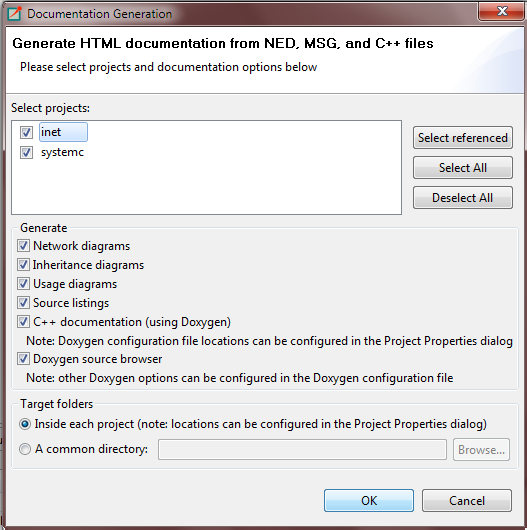 Documentation Generation
Generate HTML documentation from NED, MSG, and C++ files
Please select projects and documentation options below
Select projects:
inet
systemc
Select referenced
Select All
Deselect All
Generate
Network diagrams
Inheritance diagrams
Usage diagrams
Source listings
C++ documentation (using Doxygen)
Note: Doxygen configuration file locations can be configured in the Project Properties dialog
Doxygen source browser
Note: other Doxygen options can be configured in the Doxygen configuration file
Target folders
Inside each project (note: locations can be configured in the Project Properties dialog)
A common directory:
Browse...
OK
Cancel